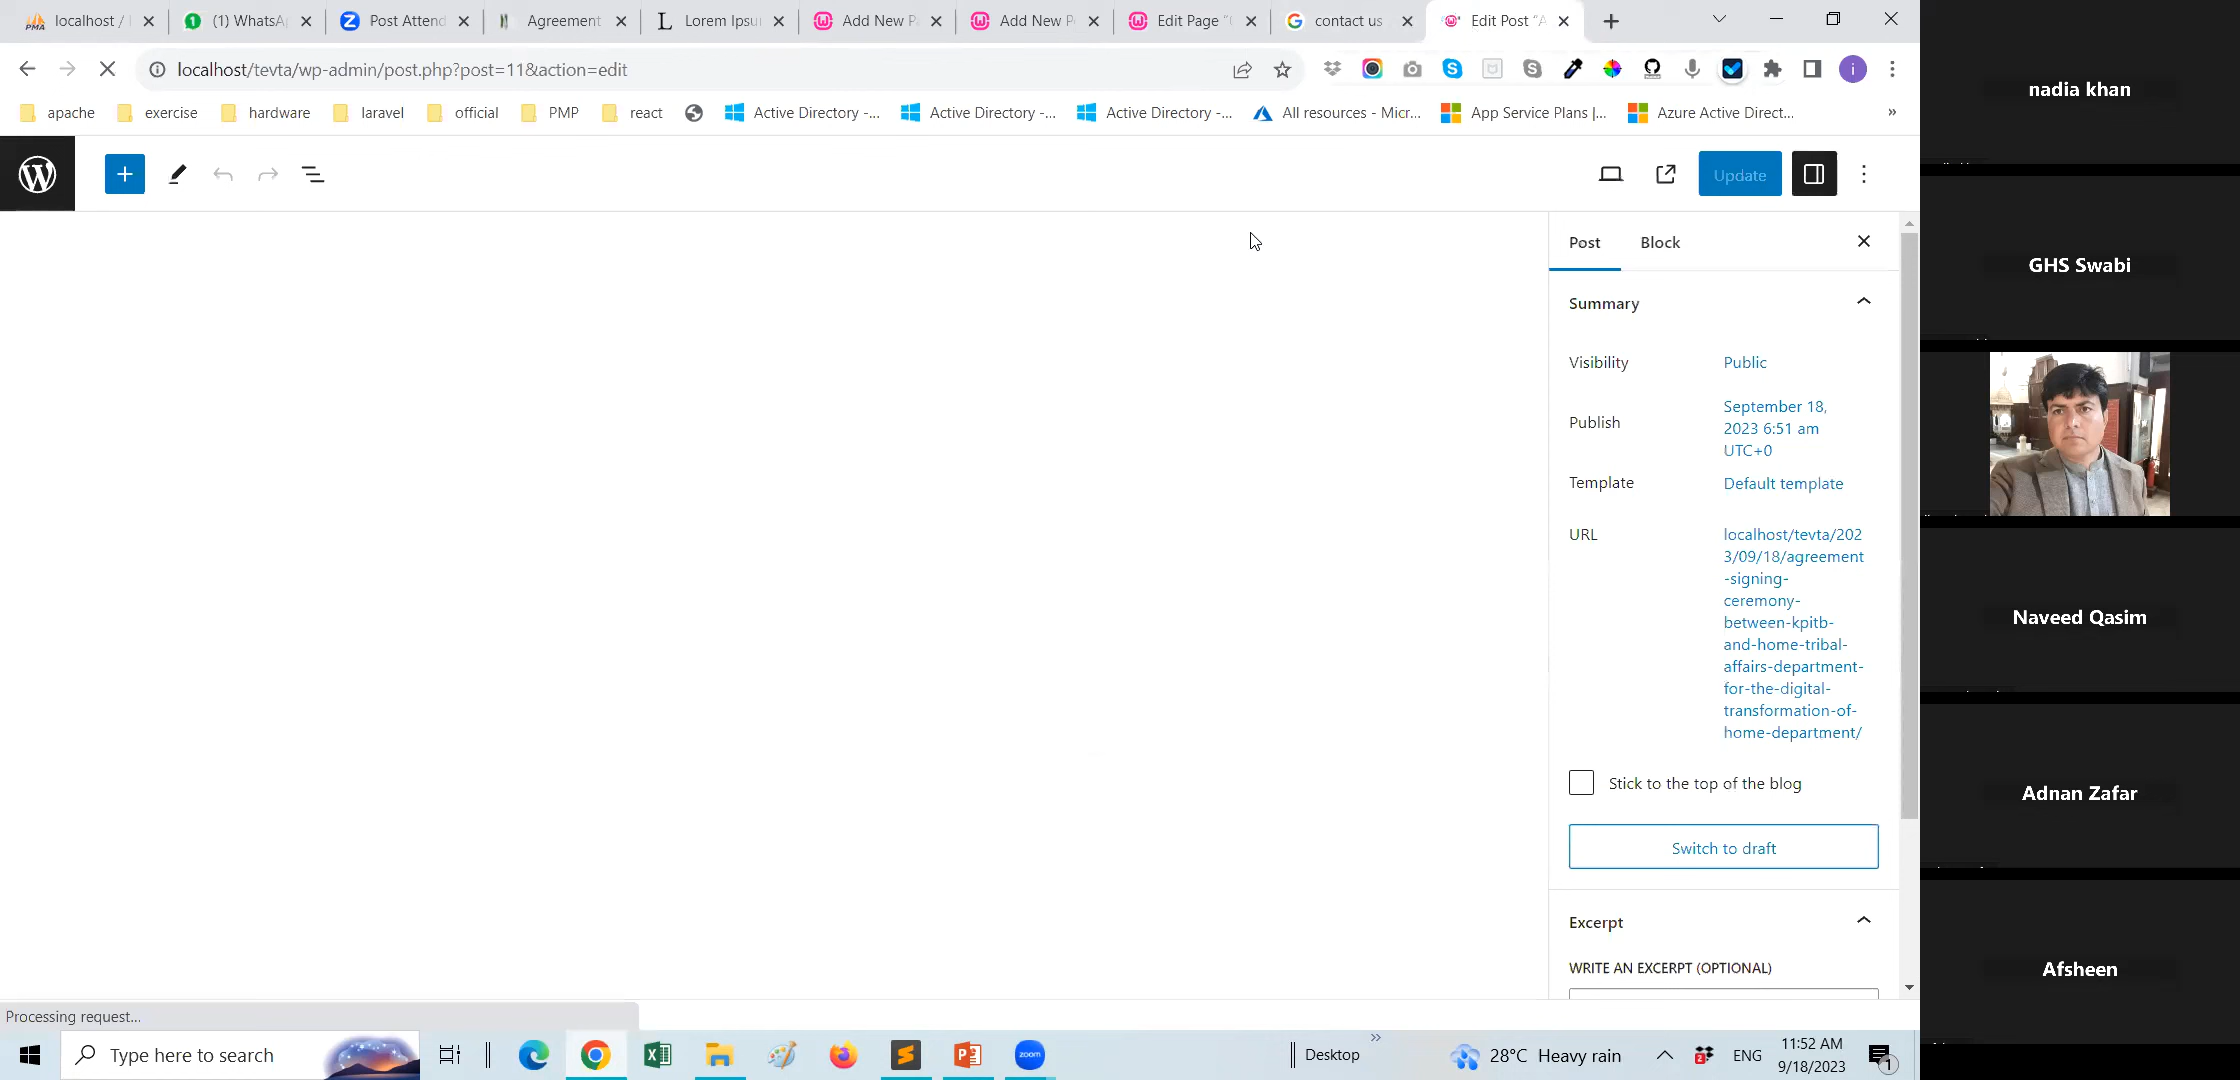 localhost /
(1) WhatsA
Post Attend
Agreement
Lorem Ipsu
Add New P
Add New P
Edit Page "
contact us
Edit Post "A
localhost/tevta/wp-admin/post.php?post=11&action=edit
i
apache
exercise
hardware
laravel
official
PMP
react
Active Directory -...
Active Directory -...
Active Directory -...
All resources - Micr...
App Service Plans |...
Azure Active Direct...
»
Update
Post
Block
Summary
Visibility
Public
Publish
September 18,
2023 6:51 am
UTC+0
Template
Default template
URL
localhost/tevta/202
3/09/18/agreement
-signing-
ceremony-
between-kpitb-
and-home-tribal-
affairs-department-
for-the-digital-
transformation-of-
home-department/
Stick to the top of the blog
Switch to draft
Excerpt
WRITE AN EXCERPT (OPTIONAL)
Processing request...
Type here to search
zoom
Desktop
»
28°C Heavy rain
2
ENG
11:52 AM
9/18/2023
1
nadia khan
GHS Swabi
Naveed Qasim
Adnan Zafar
Afsheen